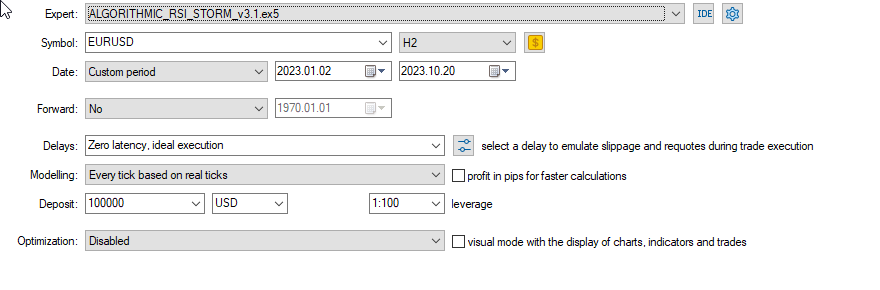 Expert: ALGORITHMIC_RSI_STORM_v3.1.ex5 IDE
Symbol: EURUSD H2 $
Date: Custom period 2023.01.02 2023.10.20
Forward: No 1970.01.01
Delays: Zero latency, ideal execution select a delay to emulate slippage and requotes during trade execution
Modelling: Every tick based on real ticks profit in pips for faster calculations
Deposit: 100000 USD 1:100 leverage
Optimization: Disabled visual mode with the display of charts, indicators and trades